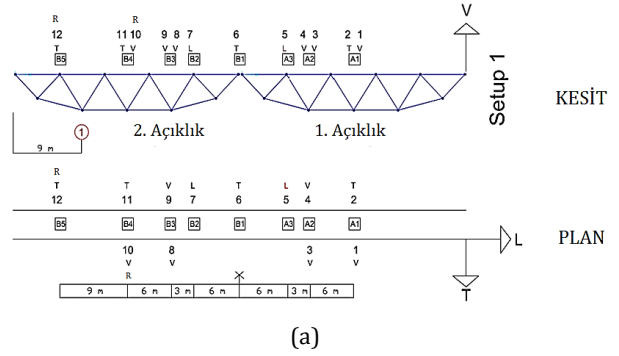 R R V
12 11 10 9 8 7 6 5 4 3 2 1
T T V V V L T L V V T V
B5 B4 B3 B2 B1 A3 A2 A1
Setup 1
KESİT
1
2. Açıklık 1. Açıklık
9 m
R
T T V L T L V T
12 11 9 7 6 5 4 2
B5 B4 B3 B2 B1 A3 A2 A1
L
PLAN
10 8 3 1
V V V V
T
R
9 m 6 m 3 m 6 m 6 m 3 m 6 m
(a)